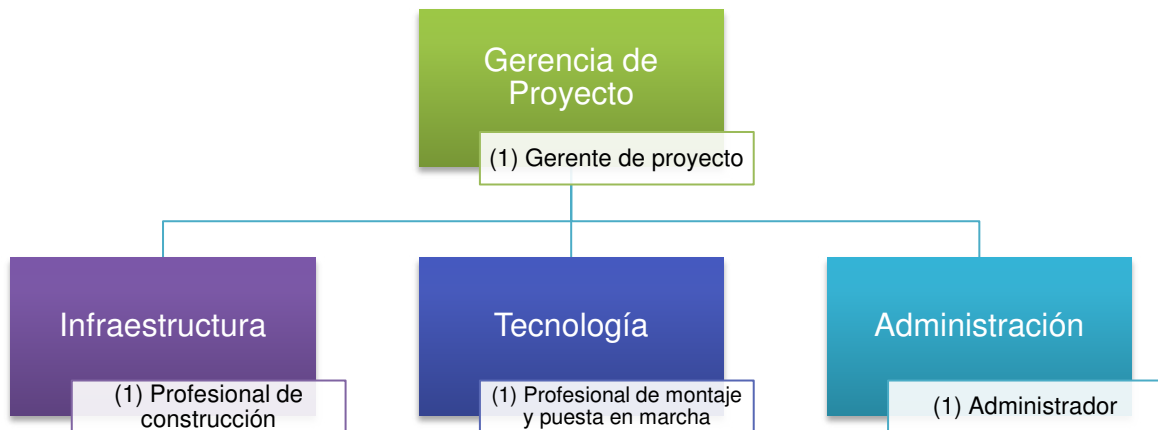 Gerencia de
Proyecto
(1) Gerente de proyecto
Infraestructura
(1) Profesional de
construcción
Tecnología
(1) Profesional de montaje
y puesta en marcha
Administración
(1) Administrador